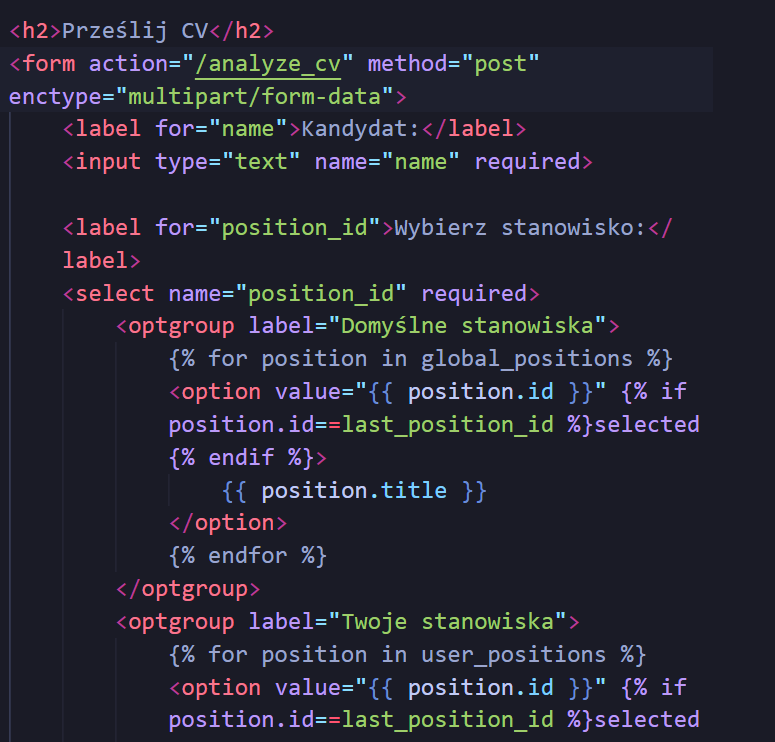 <h2>Prześlij CV</h2>
<form action="/analyze_cv" method="post"
enctype="multipart/form-data">
<label for="name">Kandydat:</label>
<input type="text" name="name" required>
<label for="position_id">Wybierz stanowisko:</
label>
<select name="position_id" required>
<optgroup label="Domyślne stanowiska">
{% for position in global_positions %}
<option value="{{ position.id }}" {% if
position.id==last_position_id %}selected
{% endif %}>
{{ position.title }}
</option>
{% endfor %}
</optgroup>
<optgroup label="Twoje stanowiska">
{% for position in user_positions %}
<option value="{{ position.id }}" {% if
position.id==last_position_id %}selected